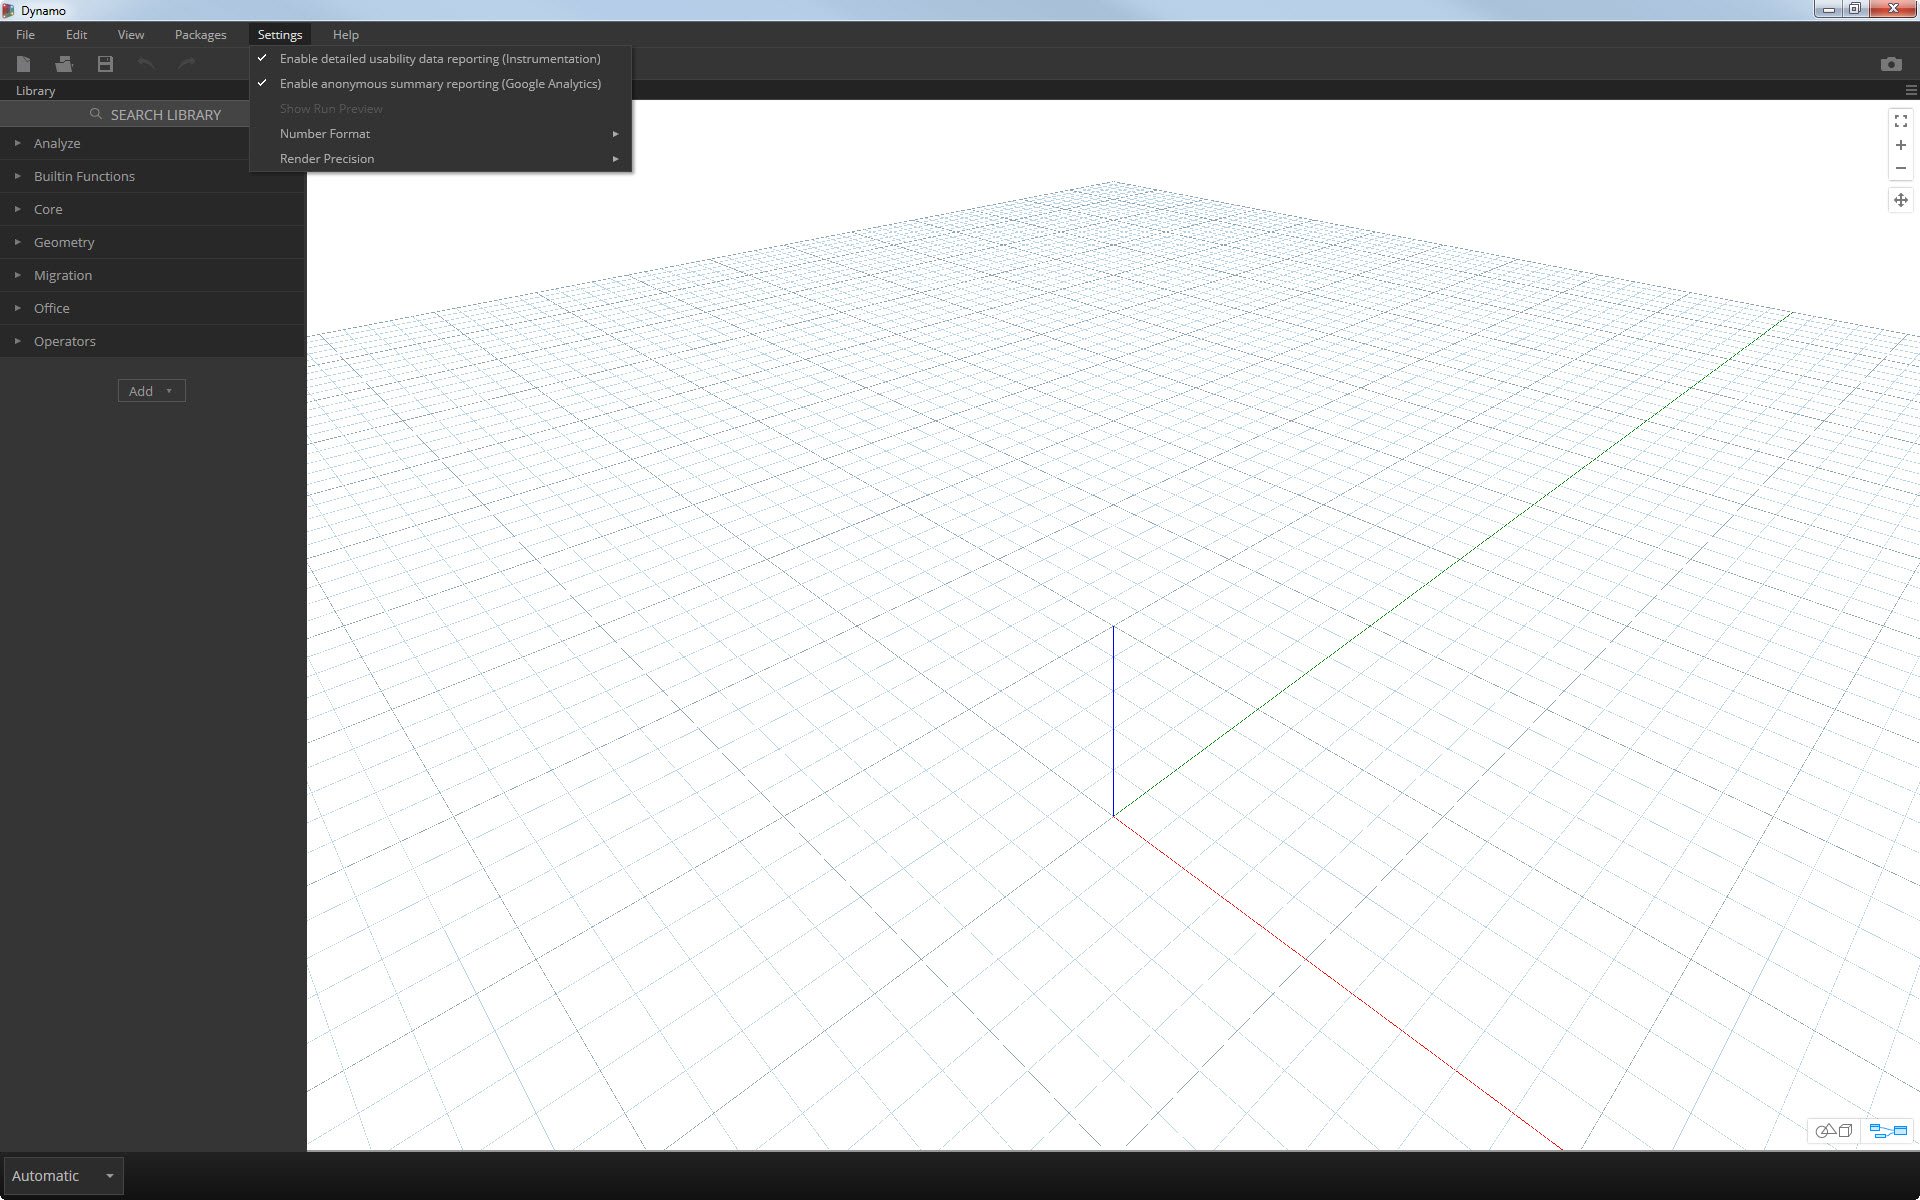 Dynamo
File Edit View Packages Settings Help
Enable detailed usability data reporting (Instrumentation)
Enable anonymous summary reporting (Google Analytics)
Show Run Preview
Number Format
Render Precision
Library
SEARCH LIBRARY
Analyze
Builtin Functions
Core
Geometry
Migration
Office
Operators
Add
Automatic